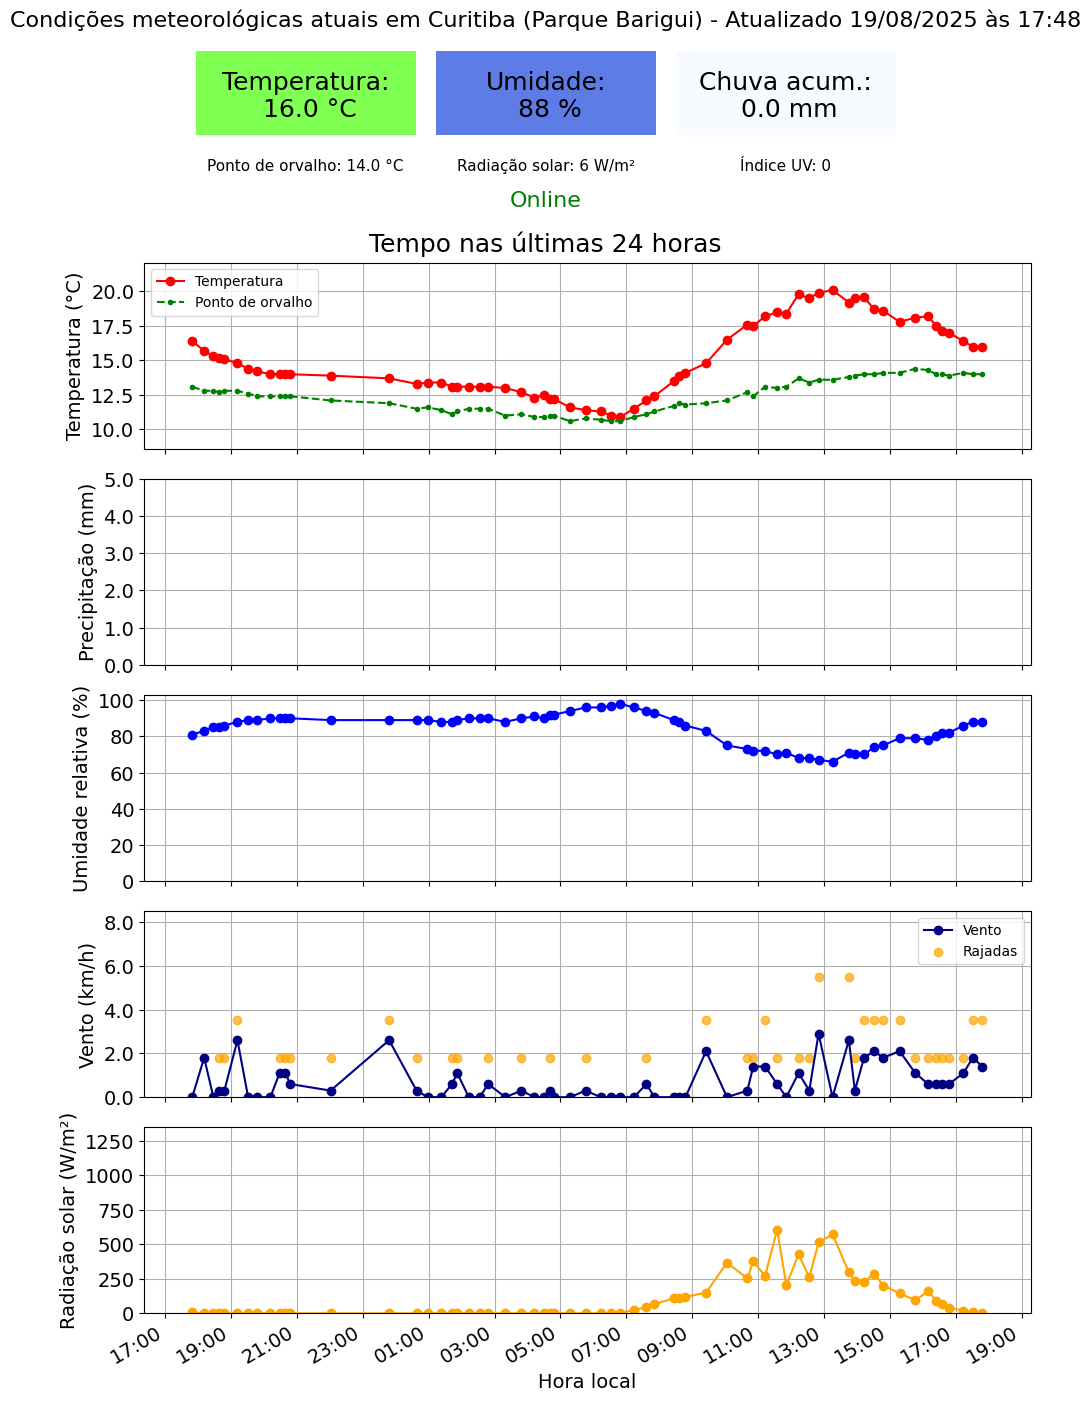 Condições meteorológicas atuais em Curitiba (Parque Barigui) - Atualizado 19/08/2025 às 17:48
Temperatura:
16.0 °C
Umidade:
88 %
Chuva acum.:
0.0 mm
Ponto de orvalho: 14.0 °C
Radiação solar: 6 W/m²
Índice UV: 0
Online
Tempo nas últimas 24 horas
Temperatura (°C)
20.0
17.5
15.0
12.5
10.0
Temperatura
Ponto de orvalho
Precipitação (mm)
5.0
4.0
3.0
2.0
1.0
0.0
Umidade relativa (%)
100
80
60
40
20
0
Vento (km/h)
8.0
6.0
4.0
2.0
0.0
Vento
Rajadas
Radiação solar (W/m²)
1250
1000
750
500
250
0
17:00 19:00 21:00 23:00 01:00 03:00 05:00 07:00 09:00 11:00 13:00 15:00 17:00 19:00
Hora local